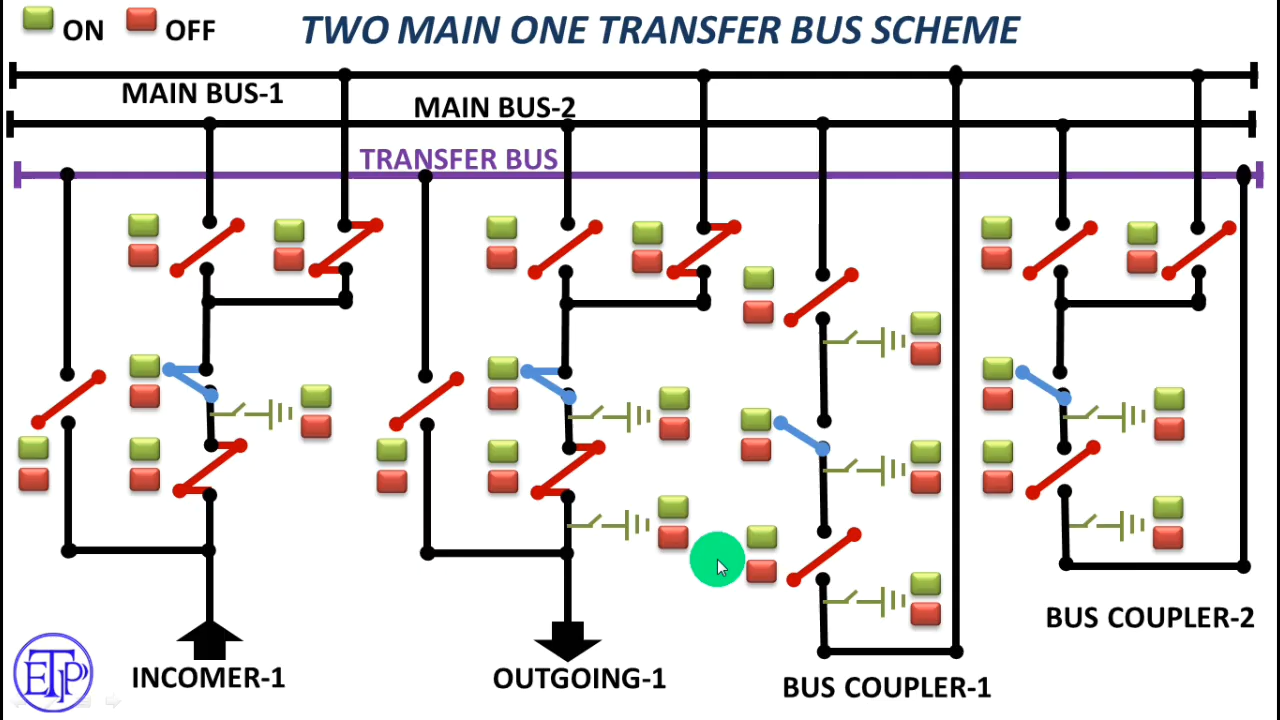 ON
OFF
TWO MAIN ONE TRANSFER BUS SCHEME
MAIN BUS-1
MAIN BUS-2
TRANSFER BUS
INCOMER-1
OUTGOING-1
BUS COUPLER-1
BUS COUPLER-2
ETP